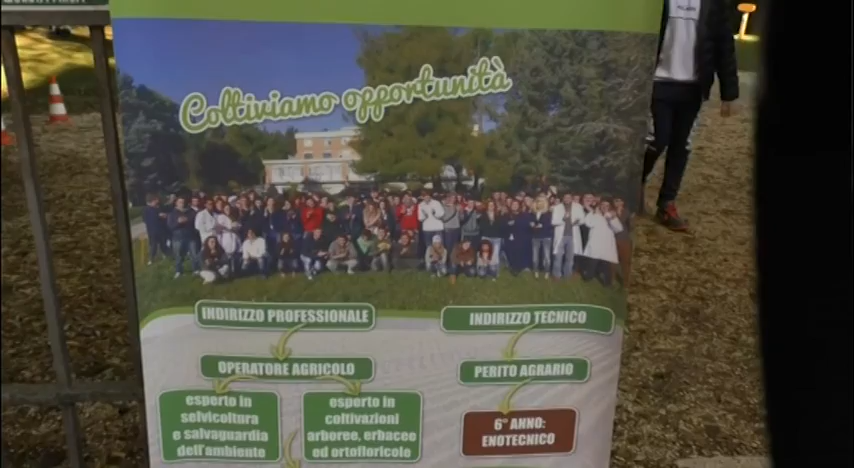 Coltiviamo opportunità
INDIRIZZO PROFESSIONALE
INDIRIZZO TECNICO
OPERATORE AGRICOLO
PERITO AGRARIO
esperto in
selvicoltura
e salvaguardia
dell'ambiente
esperto in
coltivazioni
arboree, erbacee
ed ortofloricole
6° ANNO:
ENOTECNICO